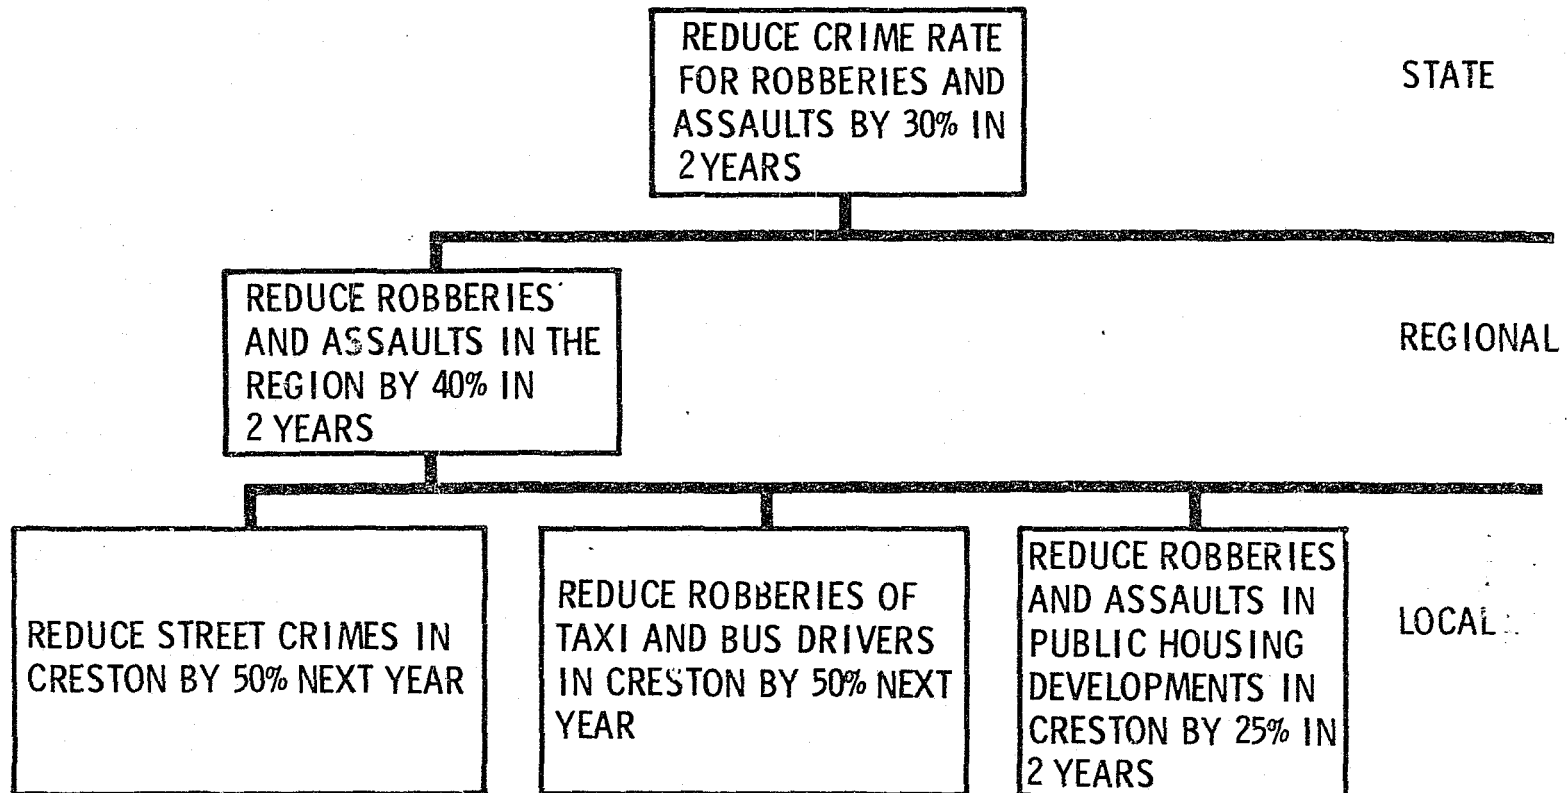 REDUCE CRIME RATE
FOR ROBBERIES AND
ASSAULTS BY 30% IN
2 YEARS
STATE
REDUCE ROBBERIES
AND ASSAULTS IN THE
REGION BY 40% IN
2 YEARS
REGIONAL
REDUCE STREET CRIMES IN
CRESTON BY 50% NEXT YEAR
REDUCE ROBBERIES OF
TAXI AND BUS DRIVERS
IN CRESTON BY 50% NEXT
YEAR
REDUCE ROBBERIES
AND ASSAULTS IN
PUBLIC HOUSING
DEVELOPMENTS IN
CRESTON BY 25% IN
2 YEARS
LOCAL